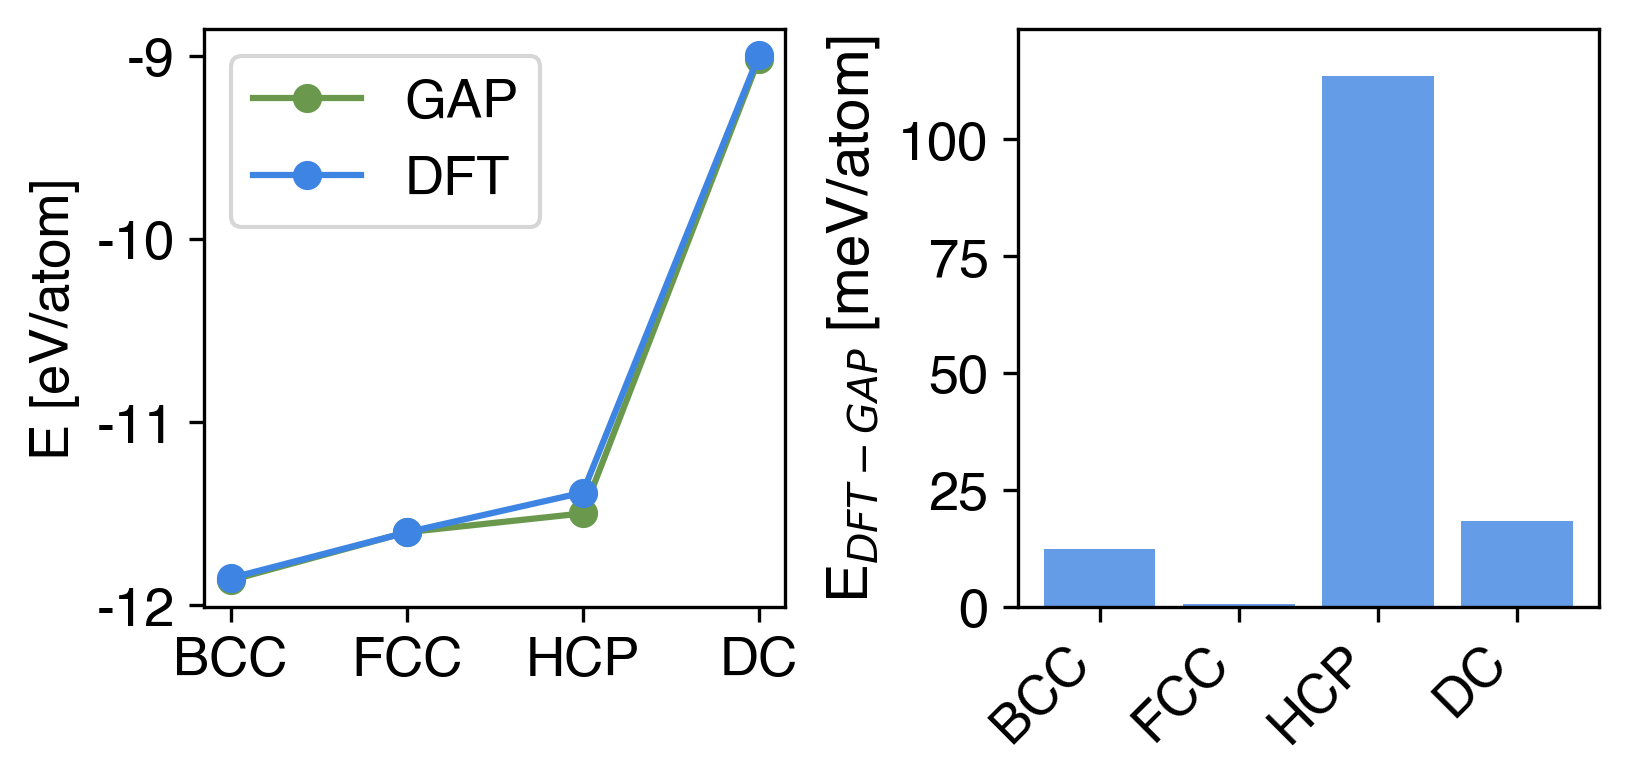 E [eV/atom]
-9
-10
-11
-12
GAP
DFT
BCC FCC HCP DC
E_{DFT-GAP} [meV/atom]
100
75
50
25
0
BCC FCC HCP DC